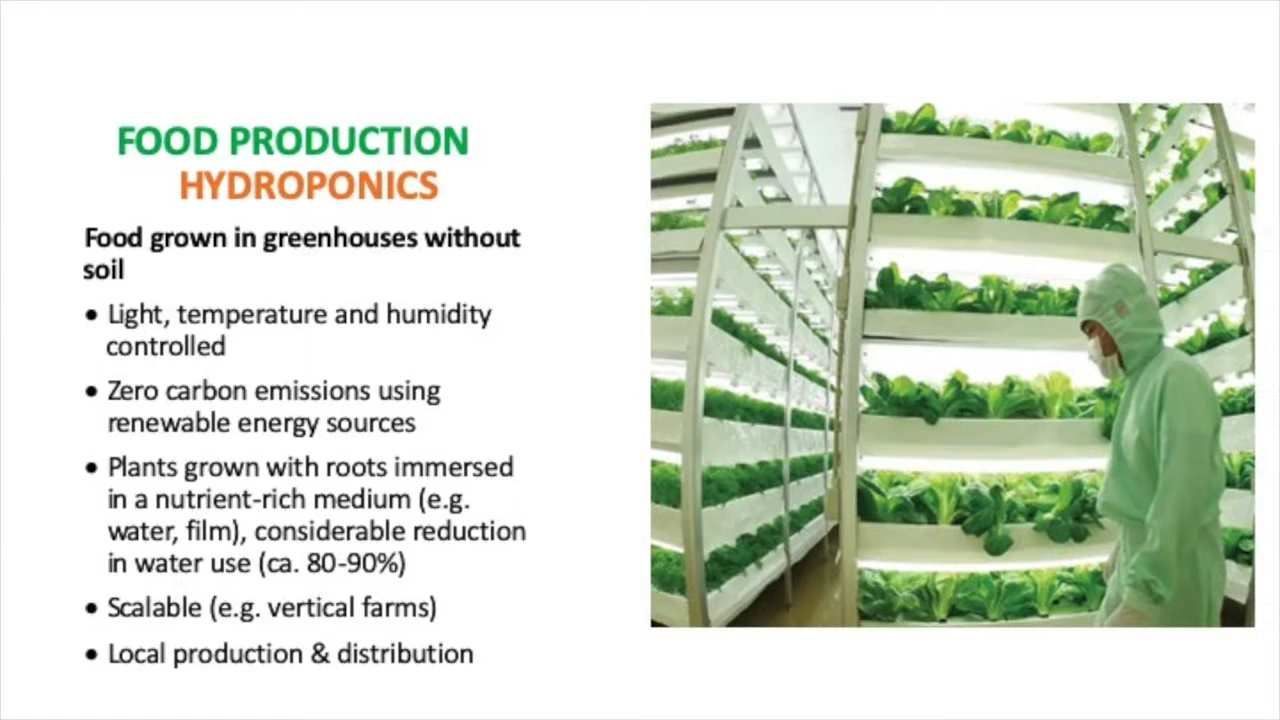 FOOD PRODUCTION
HYDROPONICS
Food grown in greenhouses without
soil
• Light, temperature and humidity
controlled
• Zero carbon emissions using
renewable energy sources
• Plants grown with roots immersed
in a nutrient-rich medium (e.g.
water, film), considerable reduction
in water use (ca. 80-90%)
• Scalable (e.g. vertical farms)
• Local production & distribution